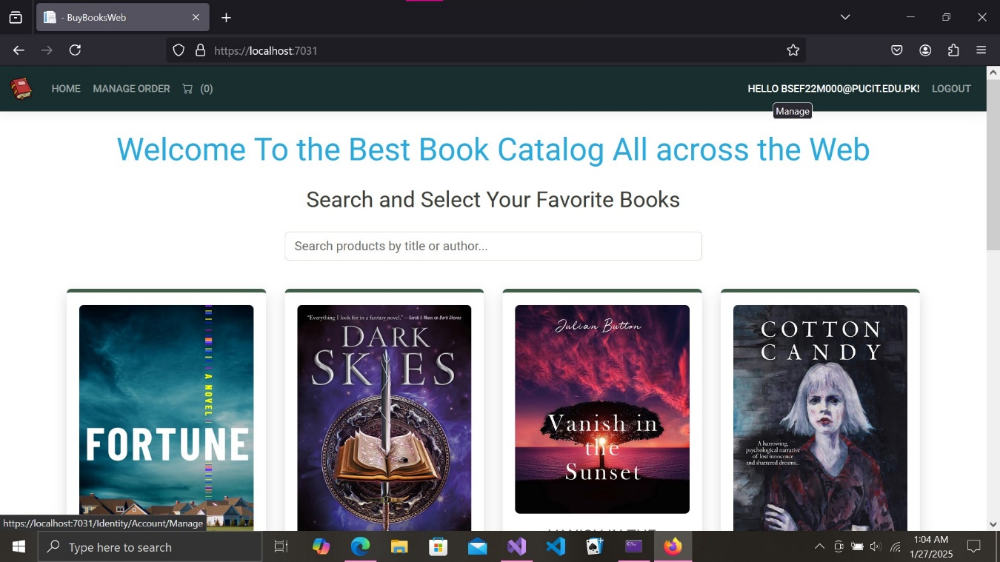 - BuyBooksWeb
https://localhost:7031
HOME MANAGE ORDER (0) HELLO BSEF22M000@PUCIT.EDU.PK! LOGOUT
Manage
Welcome To the Best Book Catalog All across the Web
Search and Select Your Favorite Books
Search products by title or author...
A NOVEL
FORTUNE
"Everything I look for in a fantasy novel." —Sarah J. Maas on Dark Shores
DARK
SKIES
Julian Button
Vanish in
the
Sunset
COTTON
CANDY
A harrowing,
psychological narrative
of lost innocence
and shattered dreams...
https://localhost:7031/Identity/Account/Manage
Type here to search
1:04 AM
1/27/2025